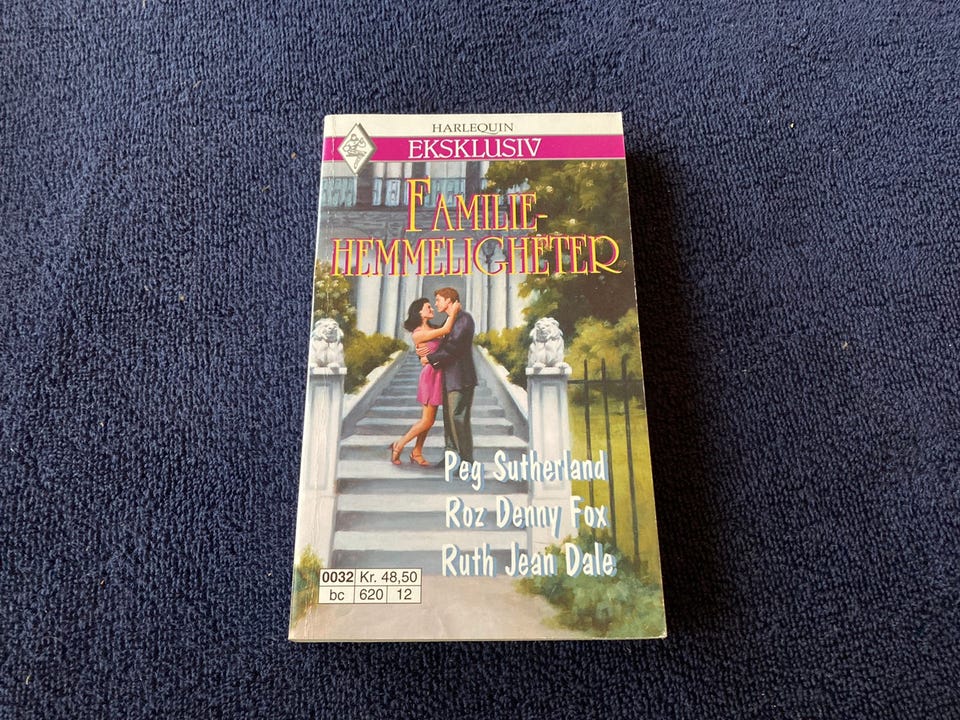 HARLEQUIN
EKSKLUSIV
FAMILIE-
HEMMELIGHETER
Peg Sutherland
Roz Denny Fox
Ruth Jean Dale
0032 Kr. 48,50
bc 620 12